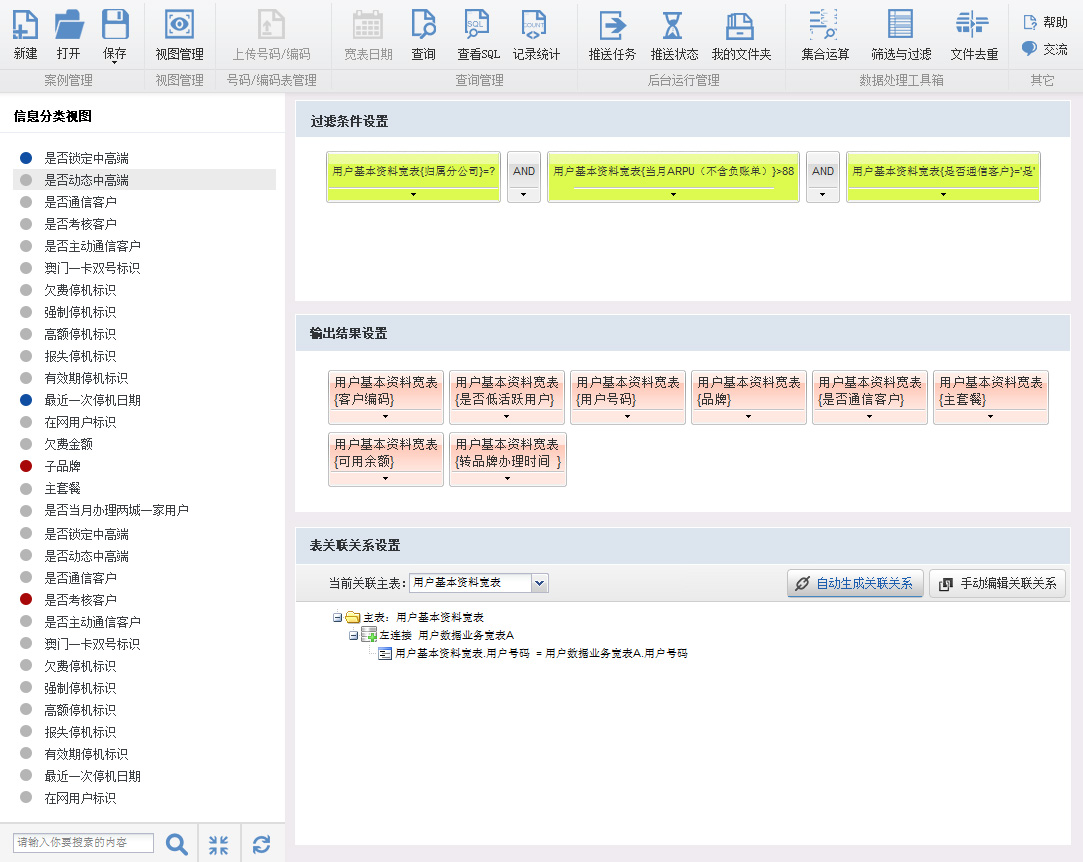 新建 打开 保存 视图管理 上传号码/编码 宽表日期 查询 查看SQL 记录统计 推送任务 推送状态 我的文件夹 集合运算 筛选与过滤 文件去重 帮助
交流
案例管理 视图管理 号码/编码表管理 查询管理 后台运行管理 数据处理工具箱 其它
信息分类视图
是否锁定中高端
是否动态中高端
是否通信客户
是否考核客户
是否主动通信客户
澳门一卡双号标识
欠费停机标识
强制停机标识
高额停机标识
报失停机标识
有效期停机标识
最近一次停机日期
在网用户标识
欠费金额
子品牌
主套餐
是否当月办理两城一家用户
是否锁定中高端
是否动态中高端
是否通信客户
是否考核客户
是否主动通信客户
澳门一卡双号标识
欠费停机标识
强制停机标识
高额停机标识
报失停机标识
有效期停机标识
最近一次停机日期
在网用户标识
请输入你要搜素的内容
过滤条件设置
用户基本资料宽表{归属分公司}=? AND 用户基本资料宽表{当月ARPU（不含负账单）}>88 AND 用户基本资料宽表{是否通信客户}='是'
输出结果设置
用户基本资料宽表 用户基本资料宽表 用户基本资料宽表 用户基本资料宽表 用户基本资料宽表 用户基本资料宽表
{客户编码} {是否低活跃用户} {用户号码} {品牌} {是否通信客户} {主套餐}
用户基本资料宽表 用户基本资料宽表
{可用余额} {转品牌办理时间 }
表关联关系设置
当前关联主表: 用户基本资料宽表 自动生成关联关系 手动编辑关联关系
主表：用户基本资料宽表
左连接 用户数据业务宽表A
用户基本资料宽表.用户号码 = 用户数据业务宽表A.用户号码